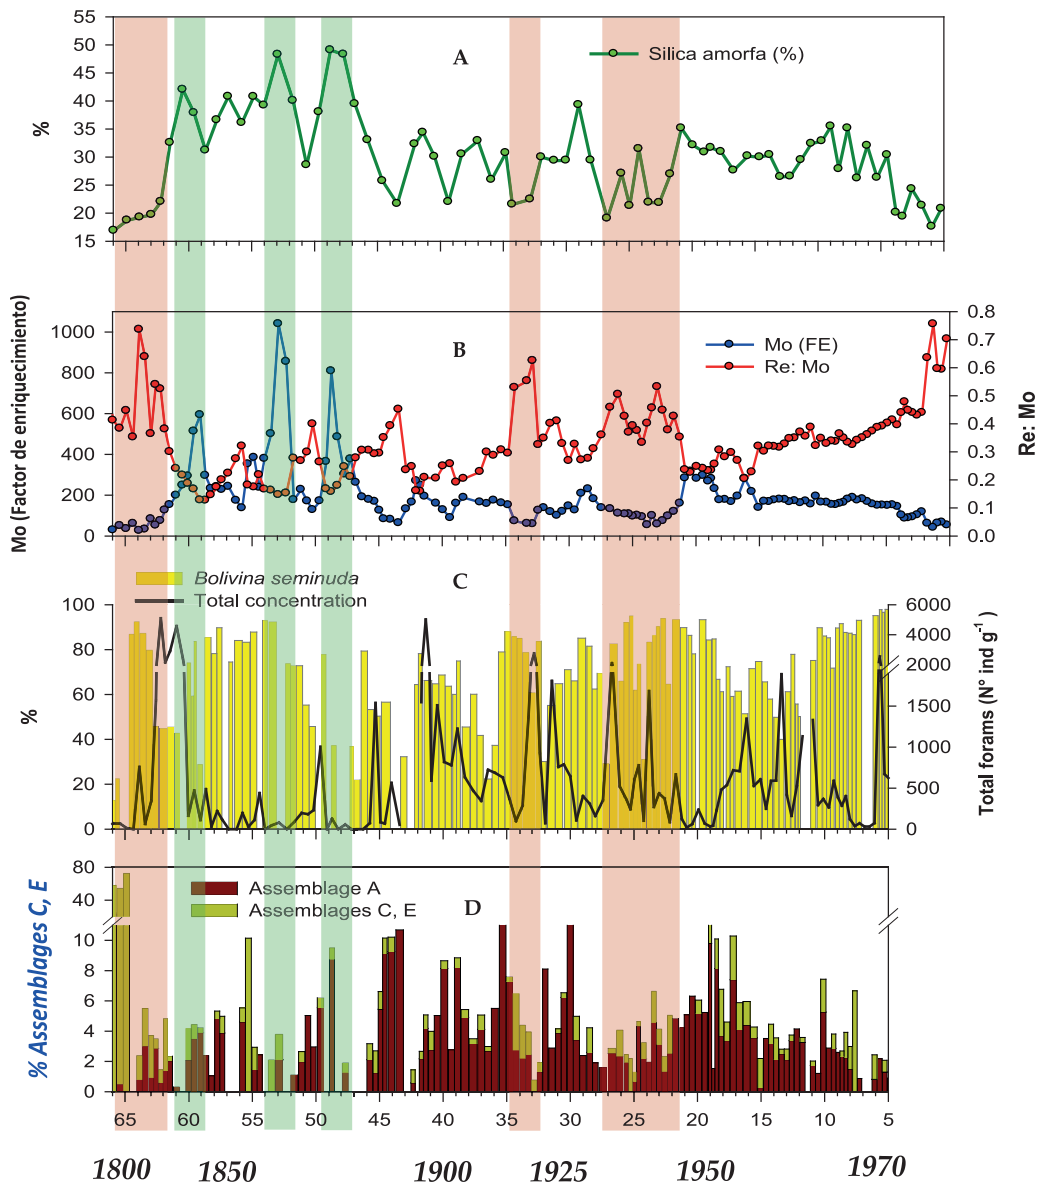 55
50
45
40
35
30
25
20
15
%
A
Silica amorfa (%)
1000
800
600
400
200
0
Mo (Factor de enriquecimiento)
B
Mo (FE)
Re: Mo
0.8
0.7
0.6
0.5
0.4
0.3
0.2
0.1
0.0
Re: Mo
Bolivina seminuda
Total concentration
C
100
80
60
40
20
0
%
6000
4000
2000
1500
1000
500
0
Total forams (N° ind g-1)
80
40
10
8
6
4
2
0
% Assemblages C, E
Assemblage A
Assemblages C, E
D
65 60 55 50 45 40 35 30 25 20 15 10 5
1800 1850 1900 1925 1950 1970